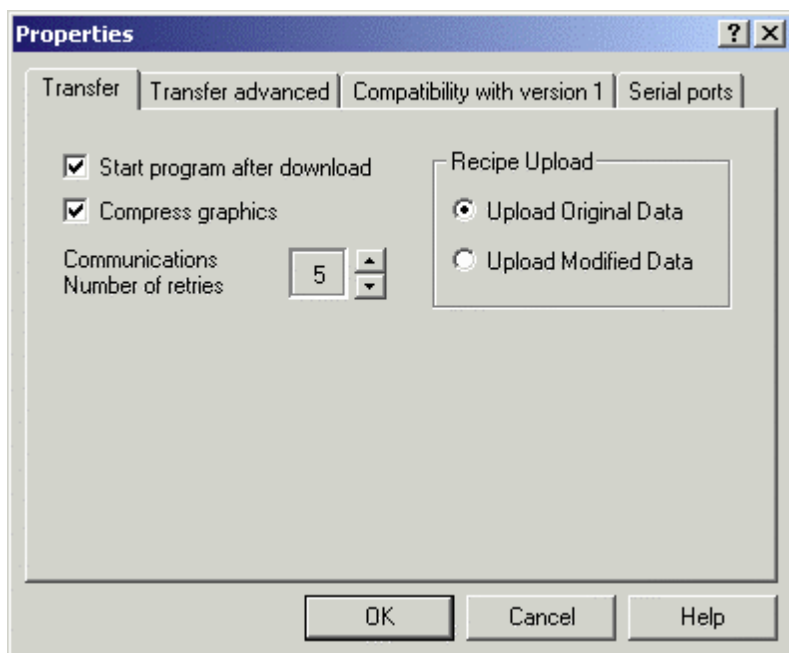 Properties
Transfer
Transfer advanced
Compatibility with version 1
Serial ports
Start program after download
Compress graphics
Communications
Number of retries
5
Recipe Upload
Upload Original Data
Upload Modified Data
OK
Cancel
Help